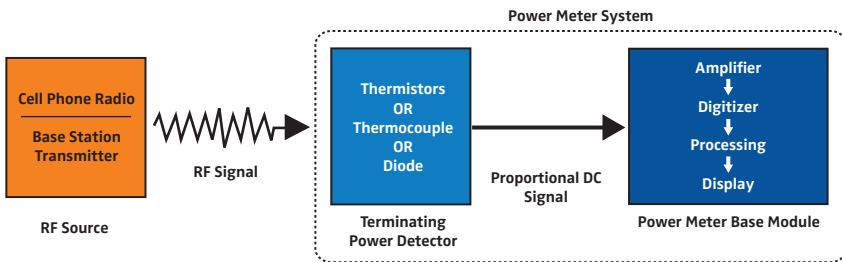 Power Meter System
Cell Phone Radio
Base Station
Transmitter
RF Source
RF Signal
Thermistors
OR
Thermocouple
OR
Diode
Terminating
Power Detector
Proportional DC
Signal
Amplifier
Digitizer
Processing
Display
Power Meter Base Module